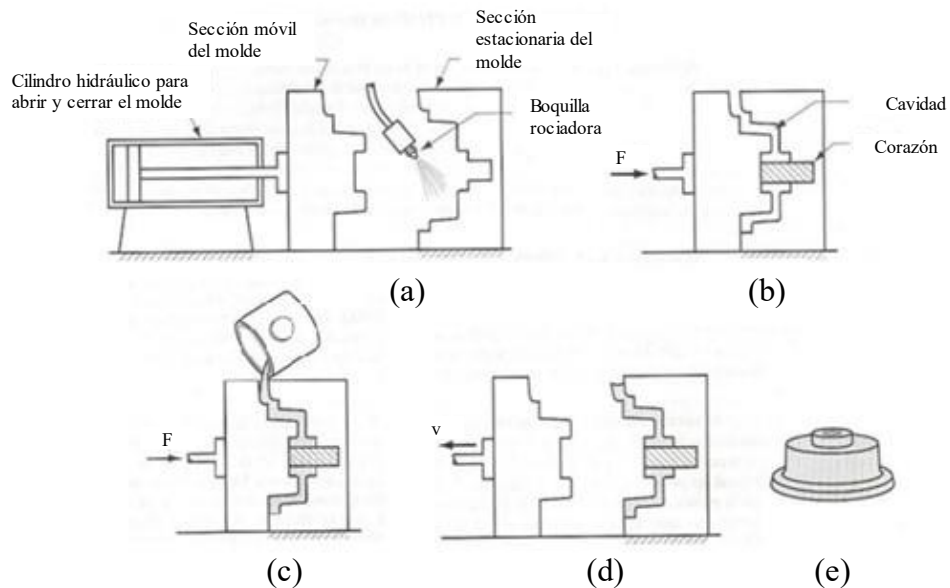 Sección móvil
del molde
Sección
estacionaria del
molde
Cilindro hidráulico para
abrir y cerrar el molde
Boquilla
rociadora
Cavidad
Corazón
F
(a)
(b)
F
v
(c)
(d)
(e)